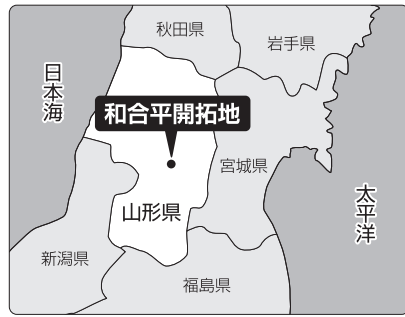 秋田県
岩手県
日本海
和合平開拓地
宮城県
山形県
太平洋
新潟県
福島県